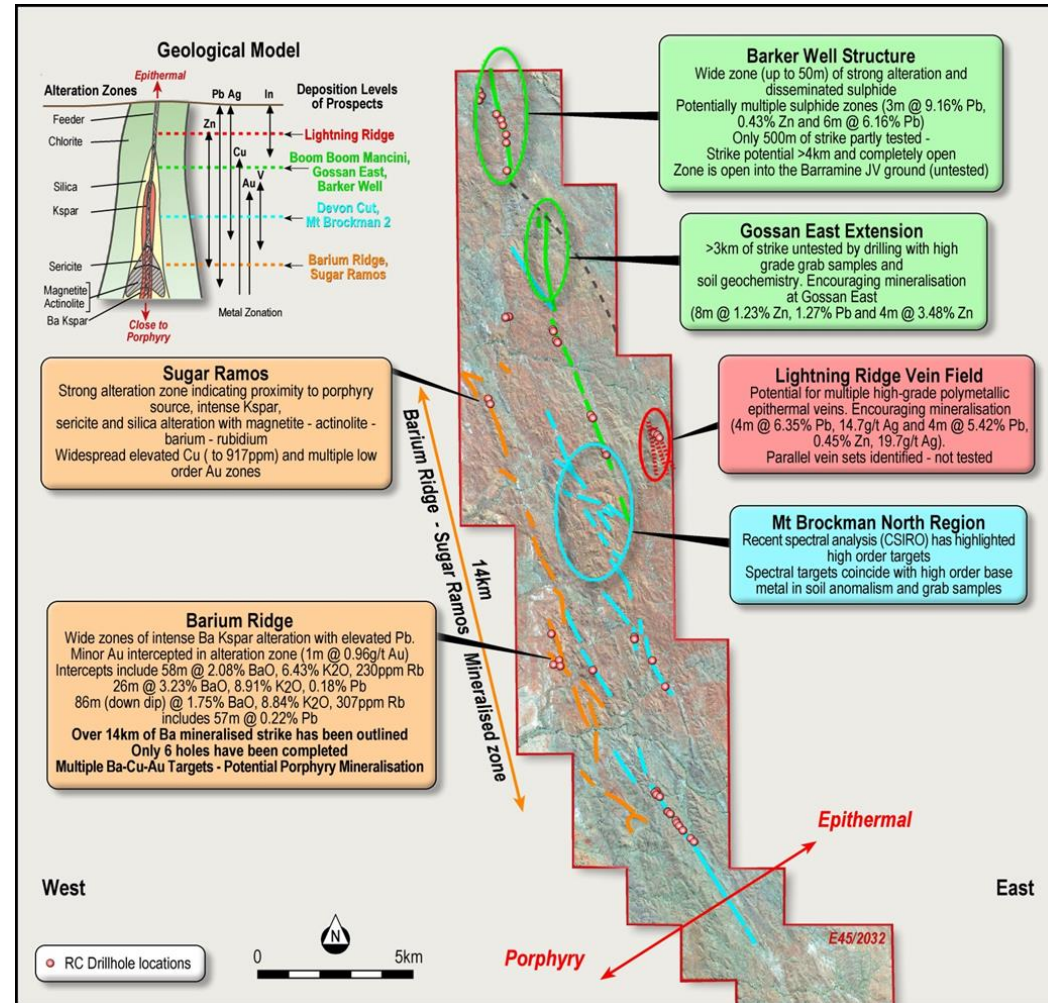 Geological Model
Epithermal
Alteration Zones
Pb Ag
In
Deposition Levels
of Prospects
Feeder
Chlorite
Zn
Lightning Ridge
Cu
Boom Boom Mancini,
Gossan East,
Barker Well
V
Au
Silica
Kspar
Devon Cut,
Mt Brockman 2
Sericite
Barium Ridge,
Sugar Ramos
Magnetite
Actinolite
Ba Kspar
Metal Zonation
Close to
Porphyry
Barker Well Structure
Wide zone (up to 50m) of strong alteration and
disseminated sulphide
Potentially multiple sulphide zones (3m @ 9.16% Pb,
0.43% Zn and 6m @ 6.16% Pb)
Only 500m of strike partly tested -
Strike potential >4km and completely open
Zone is open into the Barramine JV ground (untested)
Gossan East Extension
>3km of strike untested by drilling with high
grade grab samples and
soil geochemistry. Encouraging mineralisation
at Gossan East
(8m @ 1.23% Zn, 1.27% Pb and 4m @ 3.48% Zn
Lightning Ridge Vein Field
Potential for multiple high-grade polymetallic
epithermal veins. Encouraging mineralisation
(4m @ 6.35% Pb, 14.7g/t Ag and 4m @ 5.42% Pb,
0.45% Zn, 19.7g/t Ag).
Parallel vein sets identified - not tested
Mt Brockman North Region
Recent spectral analysis (CSIRO) has highlighted
high order targets
Spectral targets coincide with high order base
metal in soil anomalism and grab samples
Sugar Ramos
Strong alteration zone indicating proximity to porphyry
source, intense Kspar,
sericite and silica alteration with magnetite - actinolite -
barium - rubidium
Widespread elevated Cu ( to 917ppm) and multiple low
order Au zones
Barium Ridge - Sugar Ramos Mineralised zone
14km
Barium Ridge
Wide zones of intense Ba Kspar alteration with elevated Pb.
Minor Au intercepted in alteration zone (1m @ 0.96g/t Au)
Intercepts include 58m @ 2.08% BaO, 6.43% K2O, 230ppm Rb
26m @ 3.23% BaO, 8.91% K2O, 0.18% Pb
86m (down dip) @ 1.75% BaO, 8.84% K2O, 307ppm Rb
includes 57m @ 0.22% Pb
Over 14km of Ba mineralised strike has been outlined
Only 6 holes have been completed
Multiple Ba-Cu-Au Targets - Potential Porphyry Mineralisation
Epithermal
West
East
E45/2032
Porphyry
N
0
5km
RC Drillhole locations